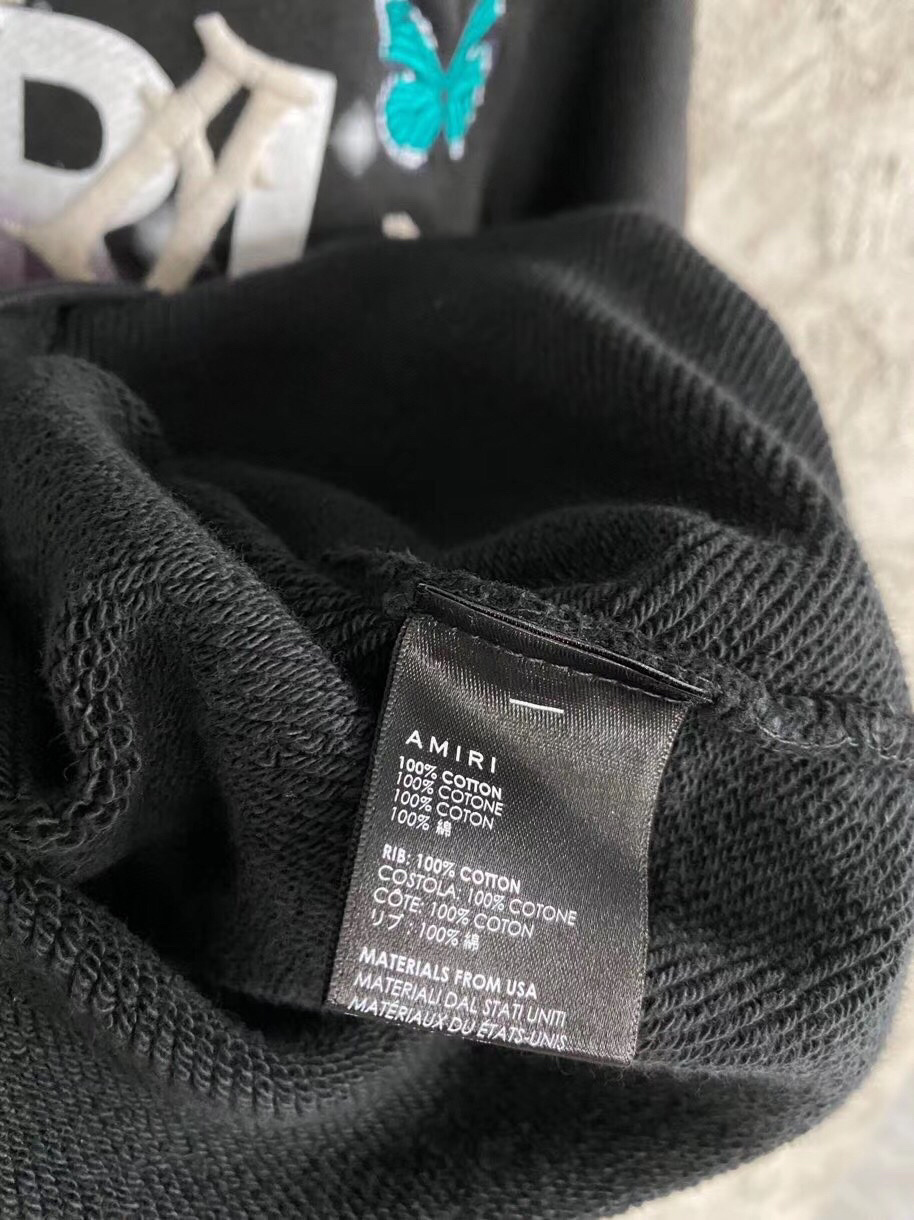 RI
AMIRI
100% COTTON
100% COTONE
100% COTON
100% 綿
RIB: 100% COTTON
COSTOLA: 100% COTONE
CÔTE: 100% COTON
リブ : 100% 綿
MATERIALS FROM USA
MATERIALI DAL STATI UNITI
MATÉRIAUX DU ÉTATS-UNIS